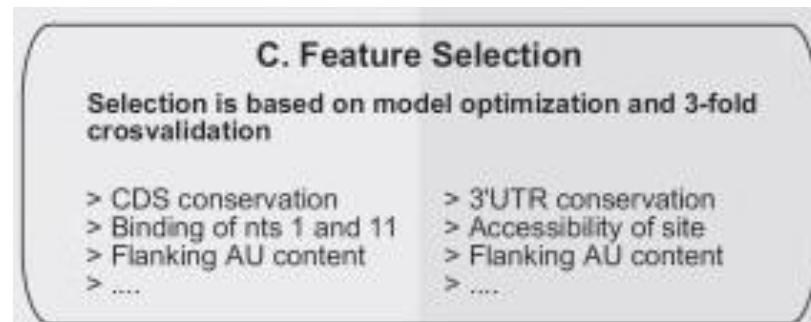 C. Feature Selection
Selection is based on model optimization and 3-fold
crosvalidation
> CDS conservation
> Binding of nts 1 and 11
> Flanking AU content
> ....
> 3'UTR conservation
> Accessibility of site
> Flanking AU content
> ....